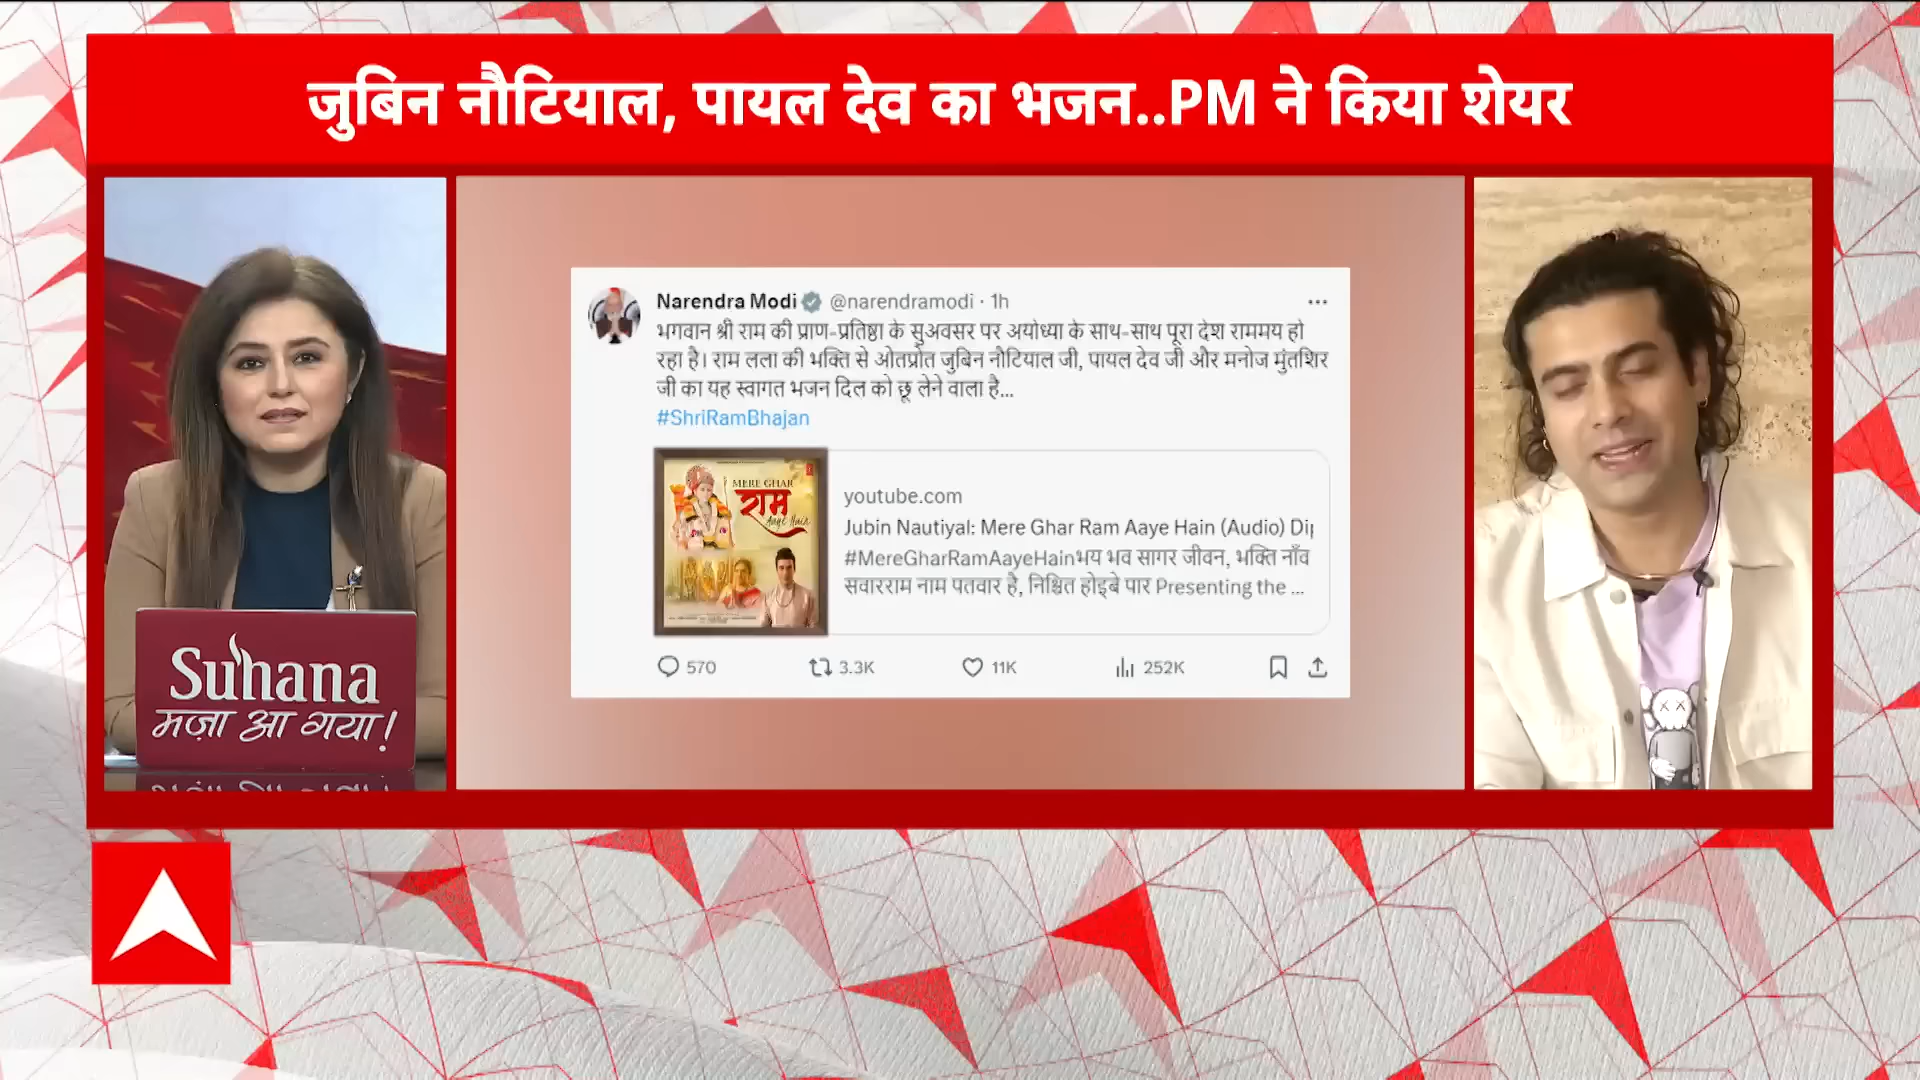 जुबिन नौटियाल, पायल देव का भजन..PM ने किया शेयर
Narendra Modi @narendramodi · 1h
भगवान श्री राम की प्राण-प्रतिष्ठा के सुअवसर पर अयोध्या के साथ-साथ पूरा देश राममय हो
रहा है। राम लला की भक्ति से ओतप्रोत जुबिन नौटियाल जी, पायल देव जी और मनोज मुंतशिर
जी का यह स्वागत भजन दिल को छू लेने वाला है...
#ShriRamBhajan
MERE GHAR
राम
Aaye Hain
youtube.com
Jubin Nautiyal: Mere Ghar Ram Aaye Hain (Audio) Dip
#MereGharRamAayeHainभय भव सागर जीवन, भक्ति नाँव
सवारराम नाम पतवार है, निश्चित होइबे पार Presenting the ...
570 3.3K 11K 252K
Suhana
मज़ा आ गया!